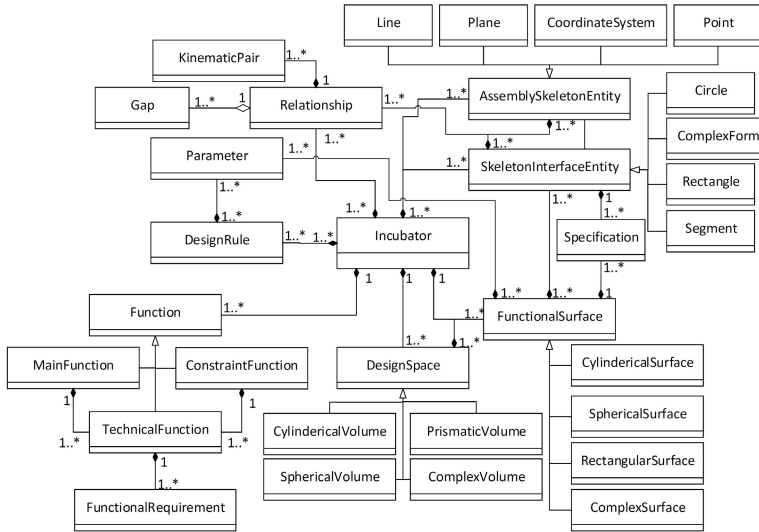 Line
Plane
CoordinateSystem
Point
KinematicPair
1..*
1
Gap
1..*
1
Relationship
1..*
1..*
1..*
AssemblySkeletonEntity
1..*
1..*
Circle
ComplexForm
Rectangle
Segment
Parameter
1..*
1..*
SkeletonInterfaceEntity
1..*
1
1..*
Specification
1..*
1
1..*
1..*
DesignRule
1..*
1..*
1..*
1..*
Incubator
1
1
1
Function
1..*
1..*
FunctionalSurface
1..*
1..*
MainFunction
ConstraintFunction
1
1
DesignSpace
CylindericalSurface
1..*
TechnicalFunction
1..*
1
CylindericalVolume
PrismaticVolume
SphericalSurface
SphericalVolume
ComplexVolume
RectangularSurface
1..*
FunctionalRequirement
ComplexSurface